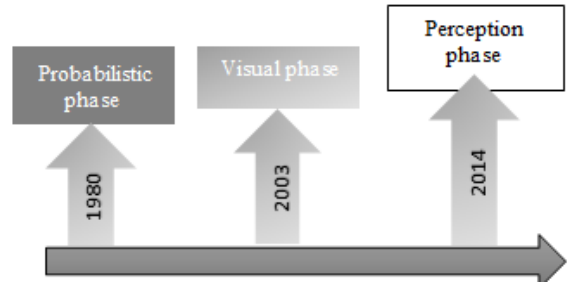 Probabilistic
phase
Visual phase
Perception
phase
1980
2003
2014